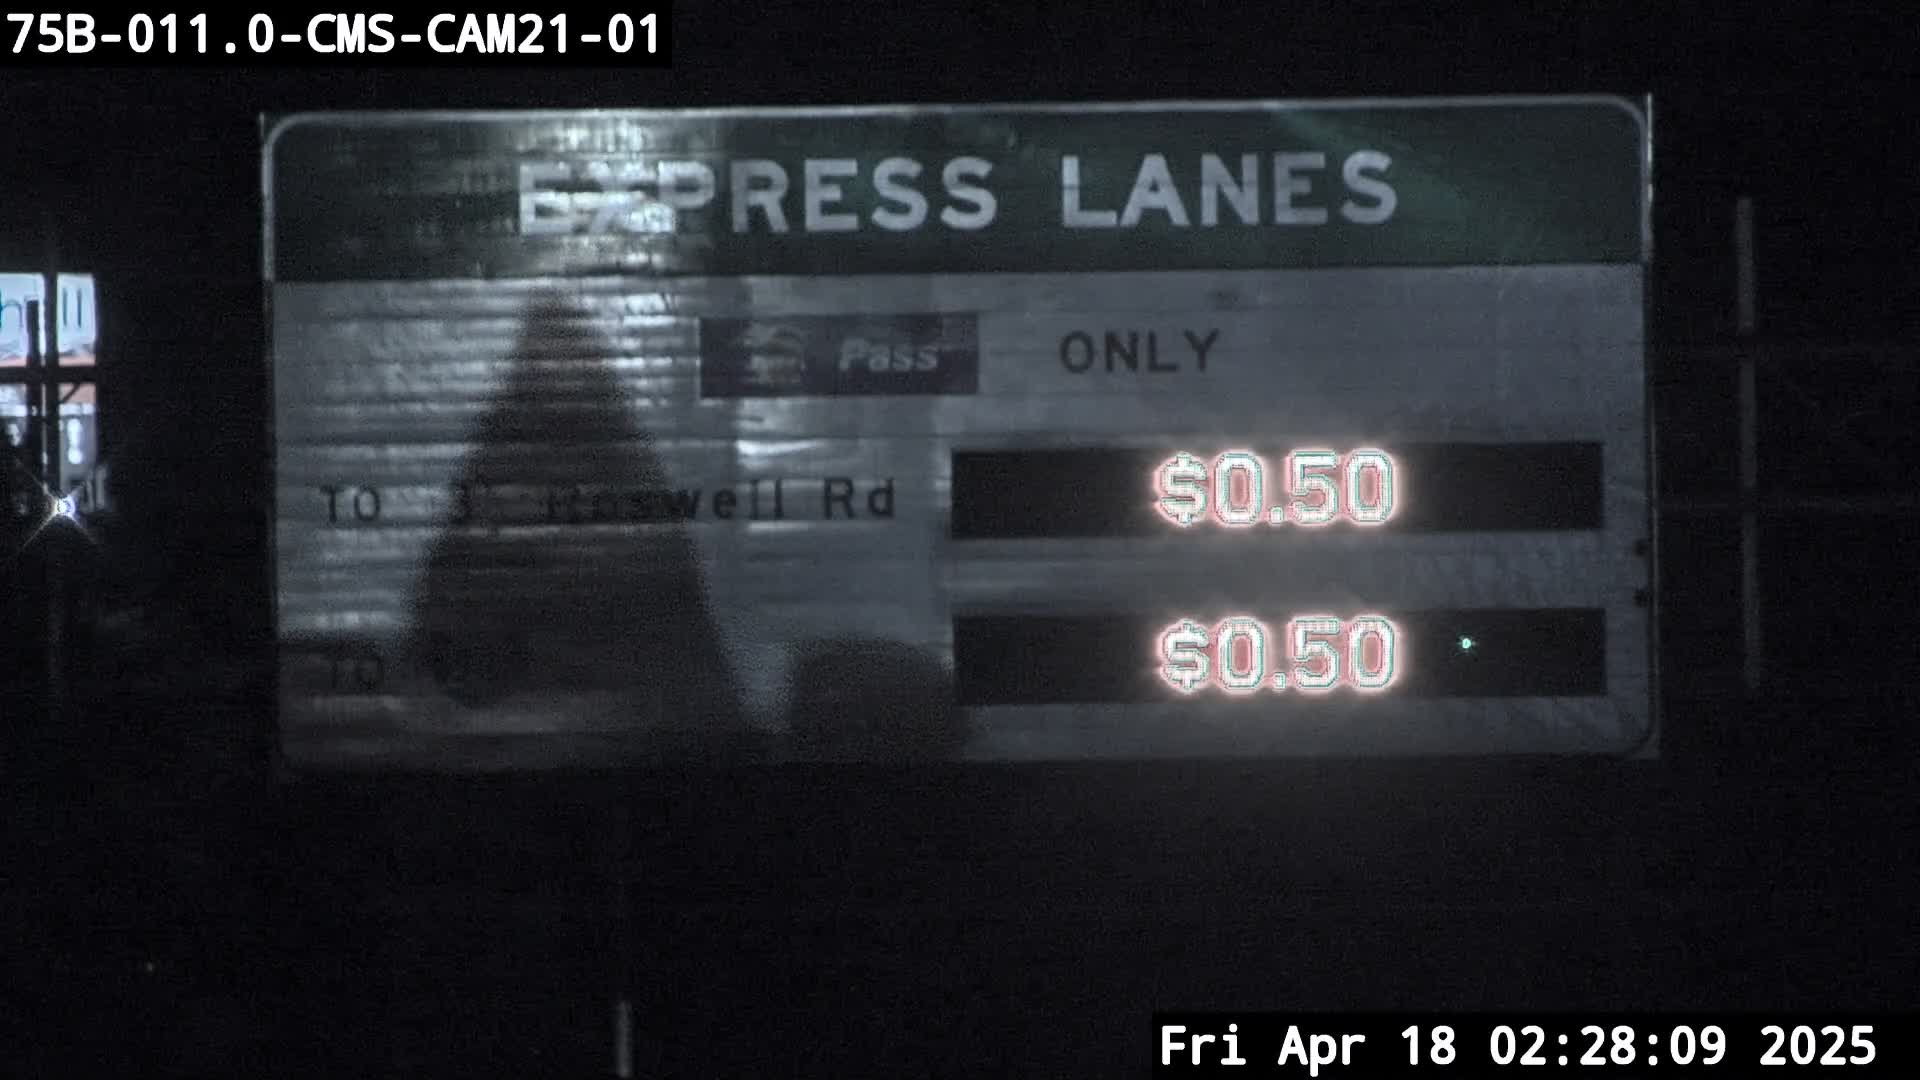 75B-011.0-CMS-CAM21-01
EXPRESS LANES
Pass ONLY
TO Roswell Rd $0.50
TO $0.50
Fri Apr 18 02:28:09 2025